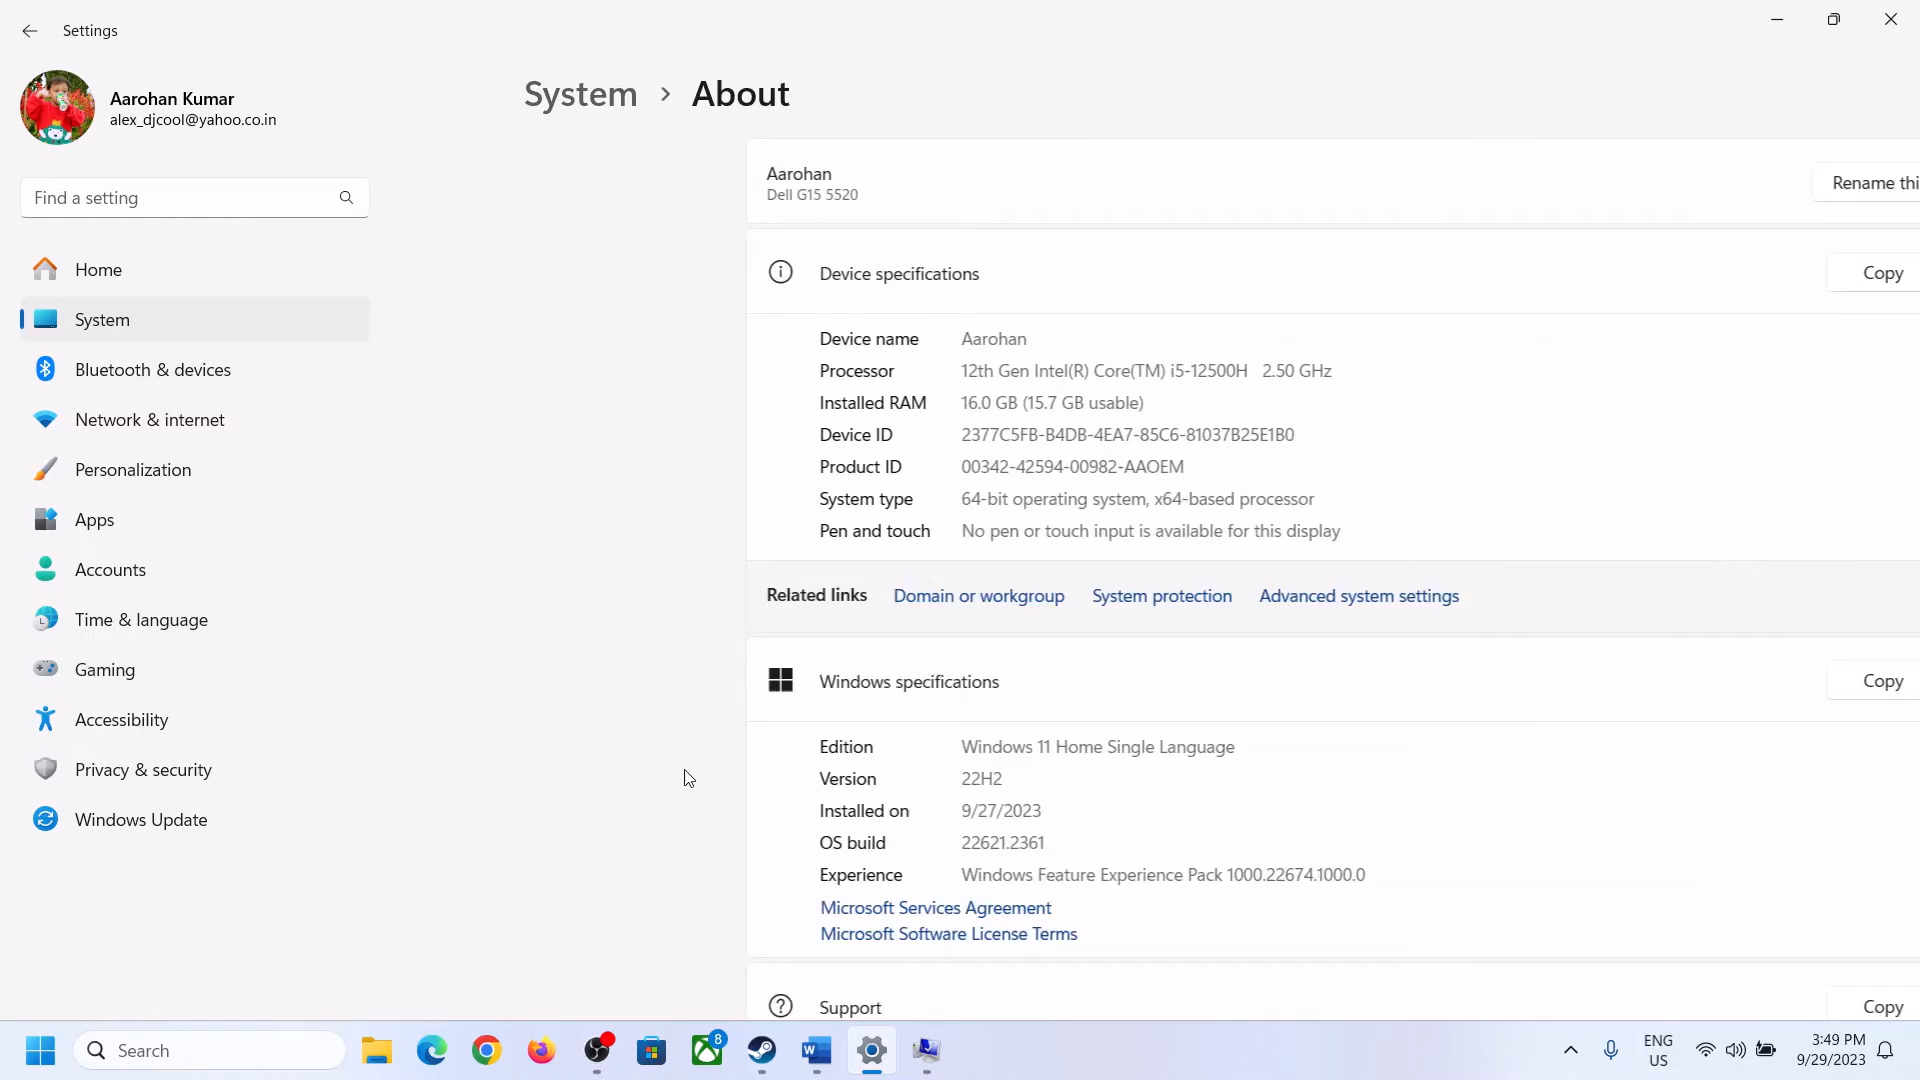 Settings
Aarohan Kumar
alex_djcool@yahoo.co.in
Find a setting
Home
System
Bluetooth & devices
Network & internet
Personalization
Apps
Accounts
Time & language
Gaming
Accessibility
Privacy & security
Windows Update
System > About
Aarohan
Dell G15 5520
Rename thi
Device specifications
Copy
Device name Aarohan
Processor 12th Gen Intel(R) Core(TM) i5-12500H 2.50 GHz
Installed RAM 16.0 GB (15.7 GB usable)
Device ID 2377C5FB-B4DB-4EA7-85C6-81037B25E1B0
Product ID 00342-42594-00982-AAOEM
System type 64-bit operating system, x64-based processor
Pen and touch No pen or touch input is available for this display
Related links Domain or workgroup System protection Advanced system settings
Windows specifications
Copy
Edition Windows 11 Home Single Language
Version 22H2
Installed on 9/27/2023
OS build 22621.2361
Experience Windows Feature Experience Pack 1000.22674.1000.0
Microsoft Services Agreement
Microsoft Software License Terms
Support
Copy
Search
8
ENG
US
3:49 PM
9/29/2023